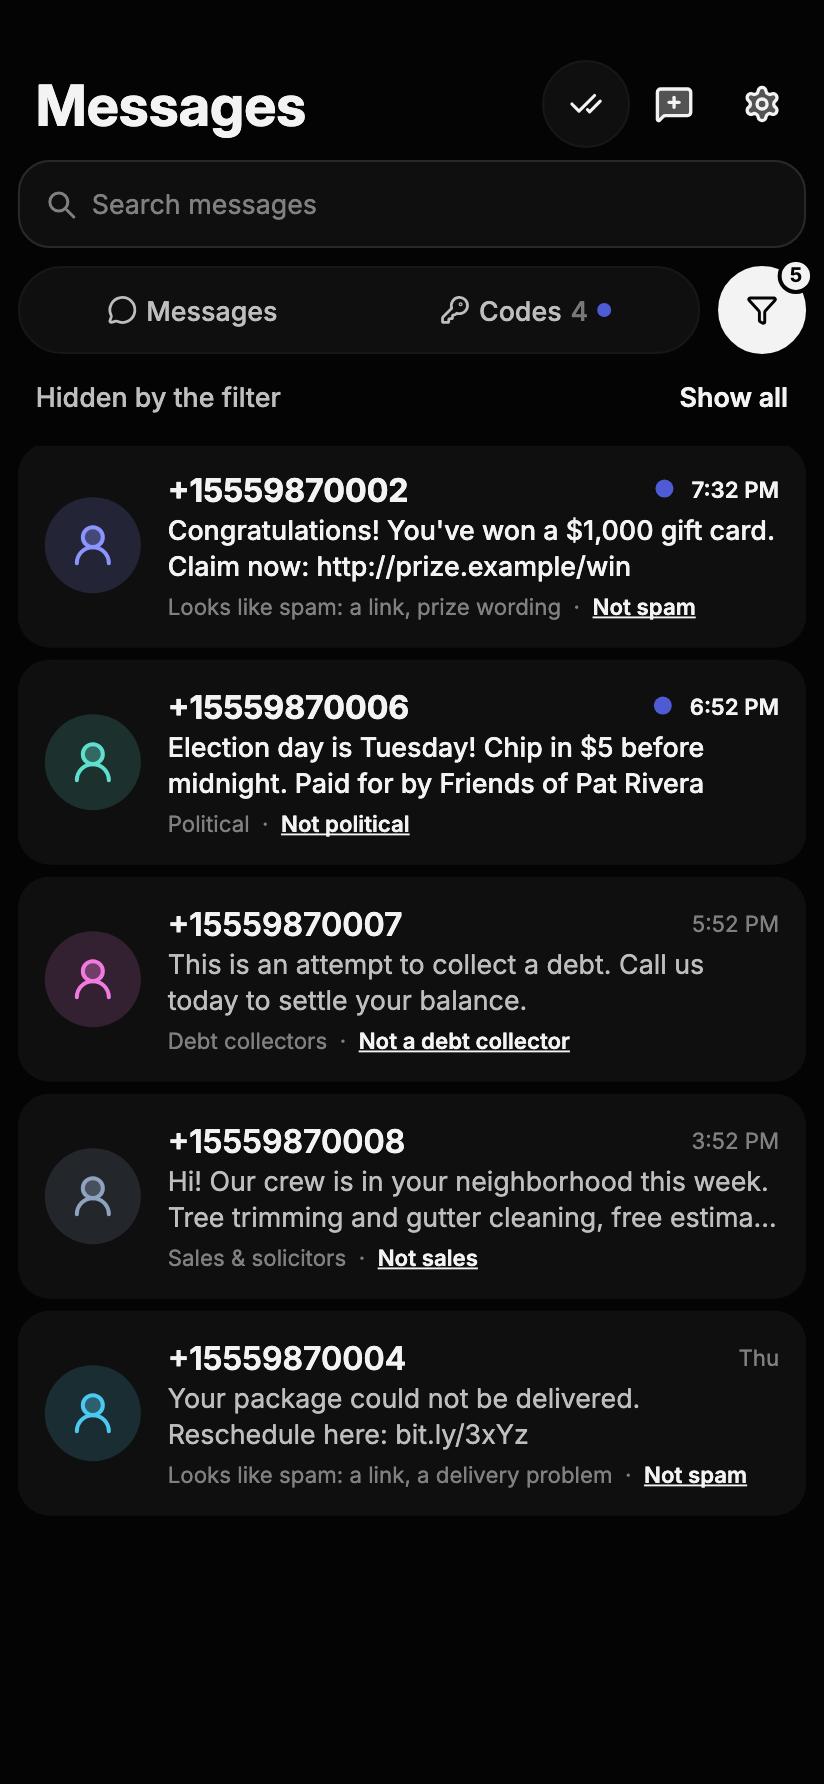 Messages
Search messages
Messages
Codes 4
5
Hidden by the filter
Show all
+15559870002
7:32 PM
Congratulations! You've won a $1,000 gift card.
Claim now: http://prize.example/win
Looks like spam: a link, prize wording · Not spam
+15559870006
6:52 PM
Election day is Tuesday! Chip in $5 before
midnight. Paid for by Friends of Pat Rivera
Political · Not political
+15559870007
5:52 PM
This is an attempt to collect a debt. Call us
today to settle your balance.
Debt collectors · Not a debt collector
+15559870008
3:52 PM
Hi! Our crew is in your neighborhood this week.
Tree trimming and gutter cleaning, free estima...
Sales & solicitors · Not sales
+15559870004
Thu
Your package could not be delivered.
Reschedule here: bit.ly/3xYz
Looks like spam: a link, a delivery problem · Not spam